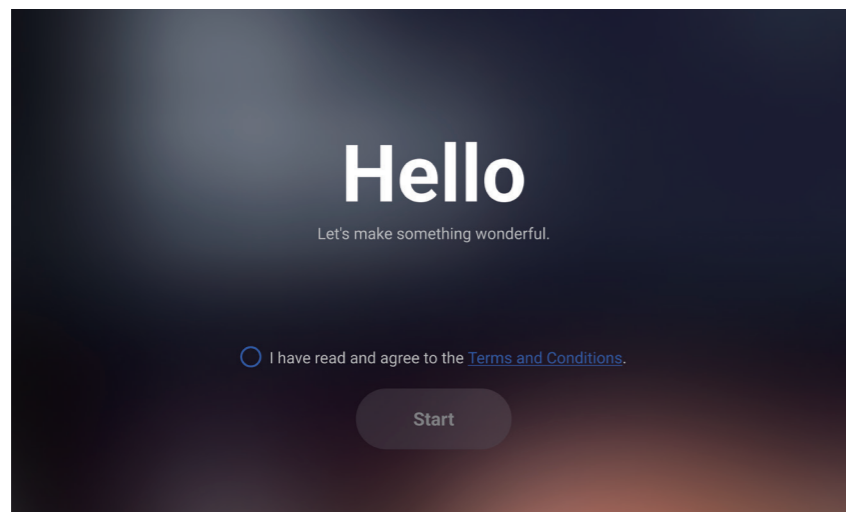 Hello
Let's make something wonderful.
I have read and agree to the Terms and Conditions.
Start